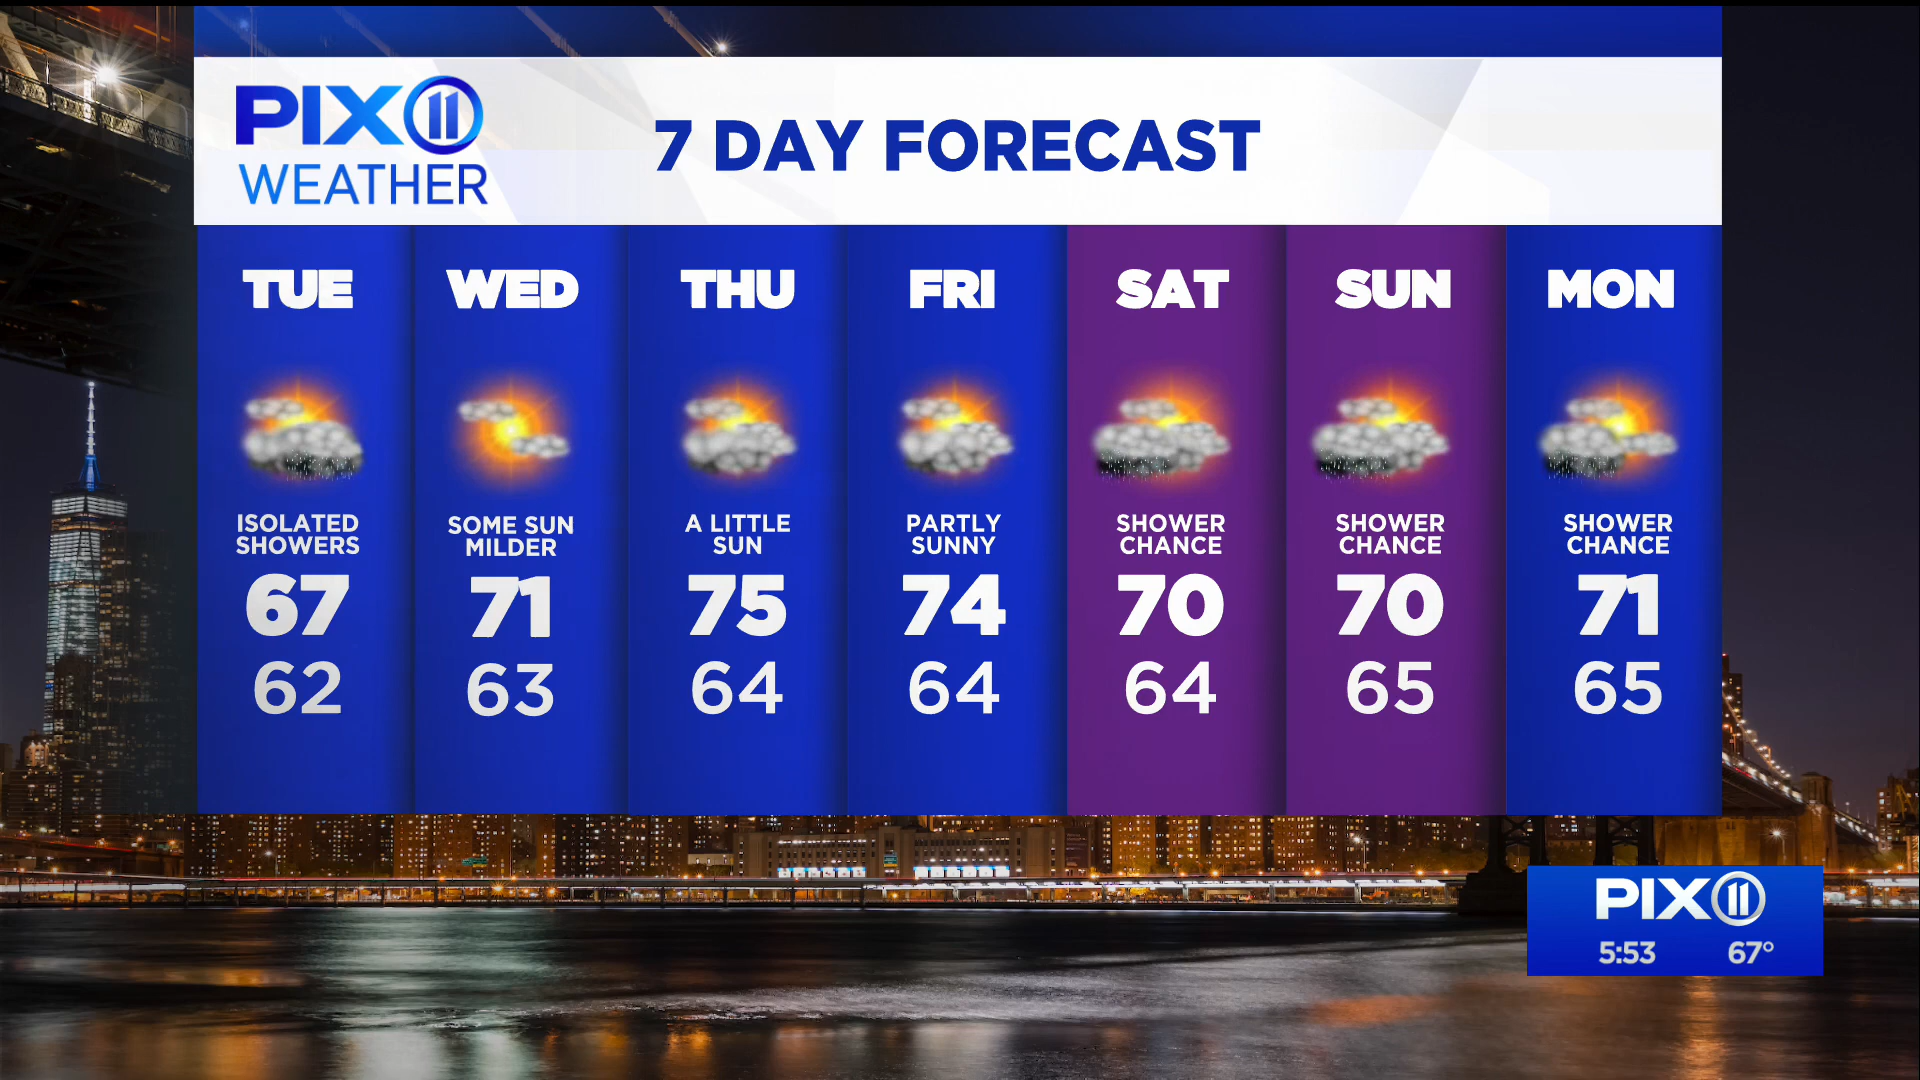 PIX11
WEATHER
7 DAY FORECAST
TUE
WED
THU
FRI
SAT
SUN
MON
ISOLATED
SHOWERS
SOME SUN
MILDER
A LITTLE
SUN
PARTLY
SUNNY
SHOWER
CHANCE
SHOWER
CHANCE
SHOWER
CHANCE
67
71
75
74
70
70
71
62
63
64
64
64
65
65
PIX11
5:53 67°